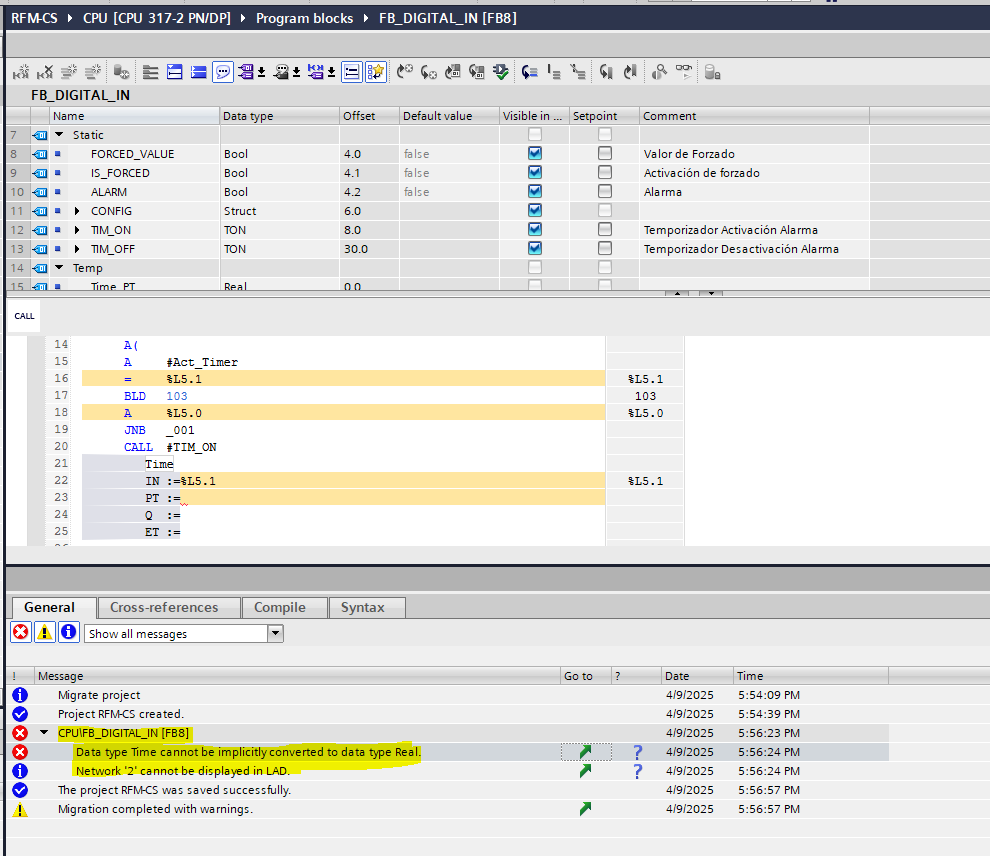 RFM-CS CPU [CPU 317-2 PN/DP] Program blocks FB_DIGITAL_IN [FB8]
FB_DIGITAL_IN
Name Data type Offset Default value Visible in ... Setpoint Comment
7 Static
8 FORCED_VALUE Bool 4.0 false Valor de Forzado
9 IS_FORCED Bool 4.1 false Activación de forzado
10 ALARM Bool 4.2 false Alarma
11 CONFIG Struct 6.0
12 TIM_ON TON 8.0 Temporizador Activación Alarma
13 TIM_OFF TON 30.0 Temporizador Desactivación Alarma
14 Temp
15 Time_PT Real 0.0
CALL
14 A(
15 A #Act_Timer
16 = %L5.1 %L5.1
17 BLD 103 103
18 A %L5.0 %L5.0
19 JNB _001
20 CALL #TIM_ON
21 Time
22 IN :=%L5.1 %L5.1
23 PT :=
24 Q :=
25 ET :=
General Cross-references Compile Syntax
Show all messages
! Message Go to ? Date Time
Migrate project 4/9/2025 5:54:09 PM
Project RFM-CS created. 4/9/2025 5:54:39 PM
CPU\FB_DIGITAL_IN [FB8] 4/9/2025 5:56:23 PM
Data type Time cannot be implicitly converted to data type Real. ? 4/9/2025 5:56:24 PM
Network '2' cannot be displayed in LAD. ? 4/9/2025 5:56:24 PM
The project RFM-CS was saved successfully. 4/9/2025 5:56:57 PM
Migration completed with warnings. 4/9/2025 5:56:57 PM